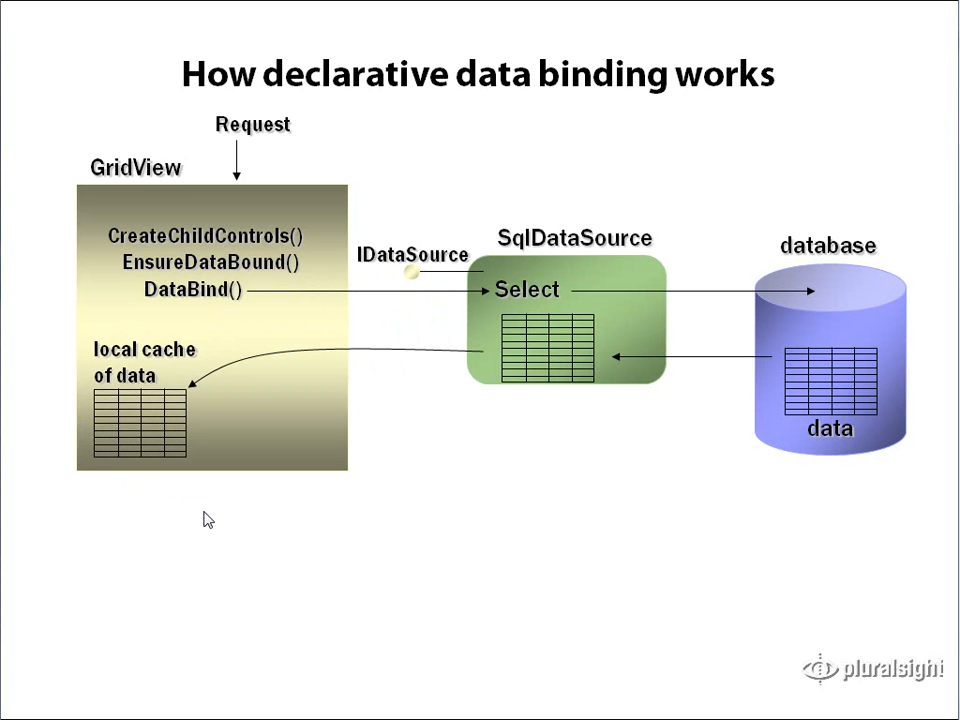 How declarative data binding works
Request
GridView
CreateChildControls()
EnsureDataBound()
DataBind()
local cache
of data
IDataSource
SqlDataSource
Select
database
data
pluralsight